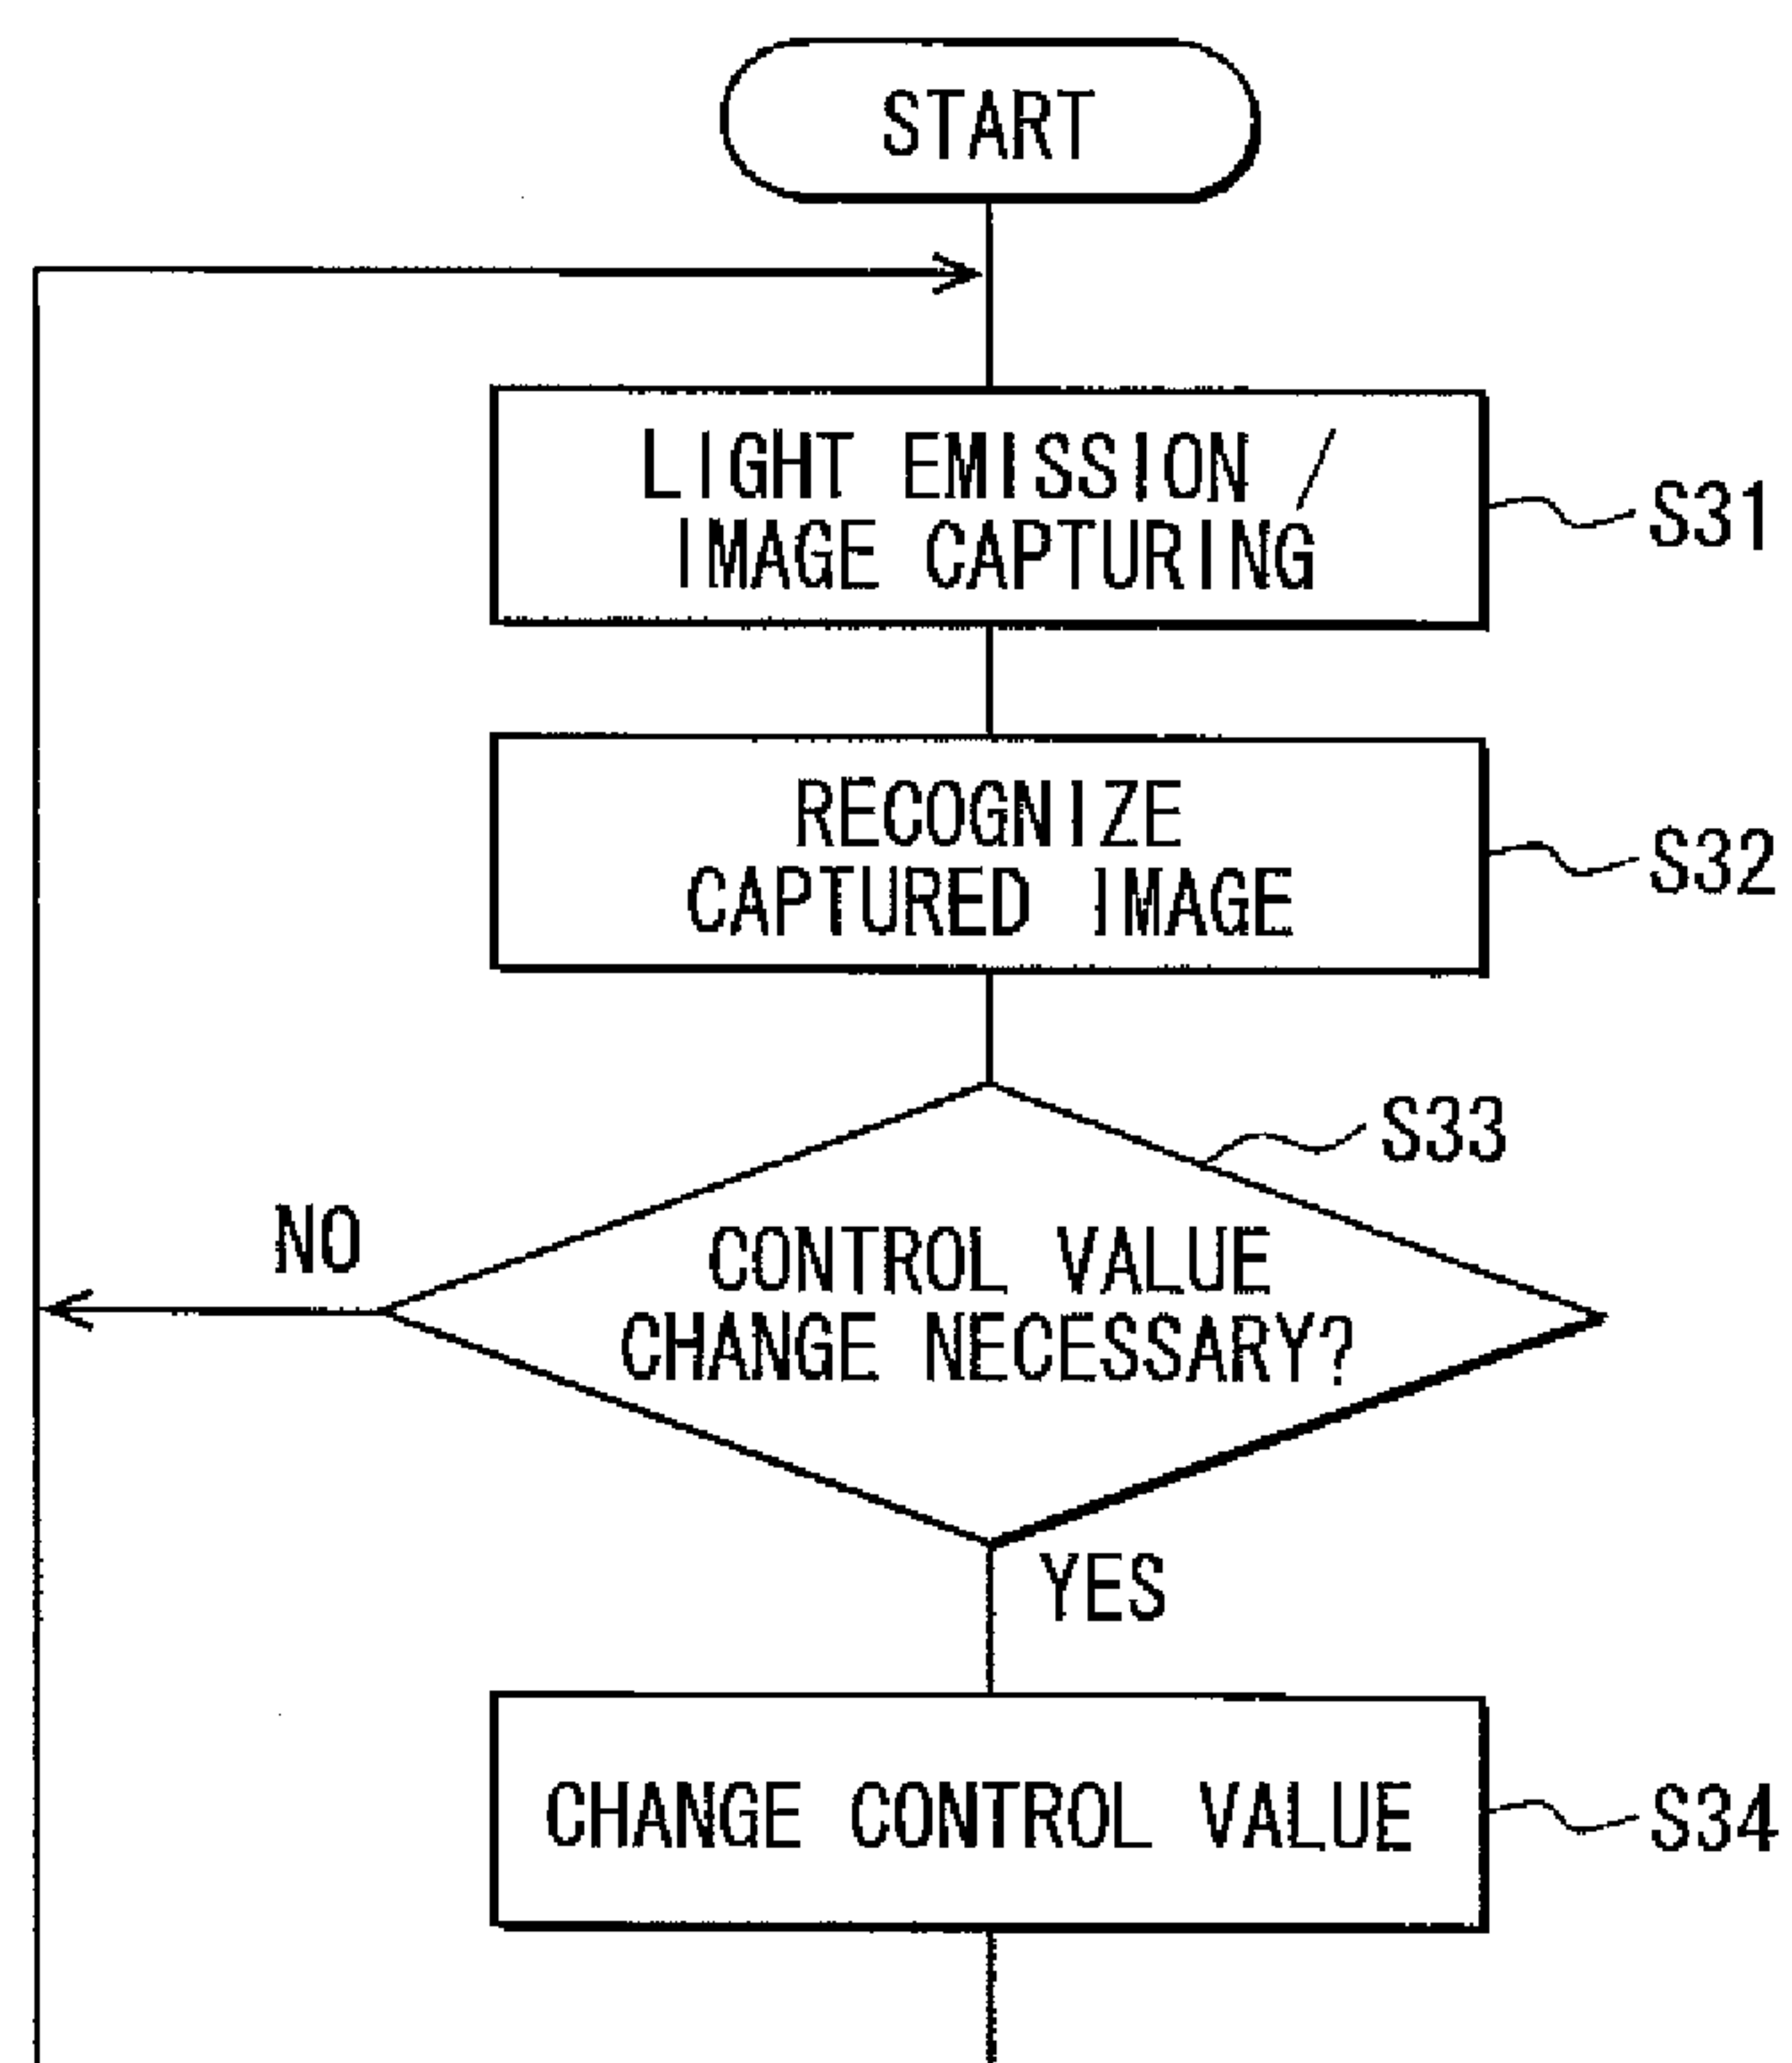 START
LIGHT EMISSION /
IMAGE CAPTURING
S31
RECOGNIZE
CAPTURED IMAGE
S32
S33
NO
CONTROL VALUE
CHANGE NECESSARY?
YES
CHANGE CONTROL VALUE
S34